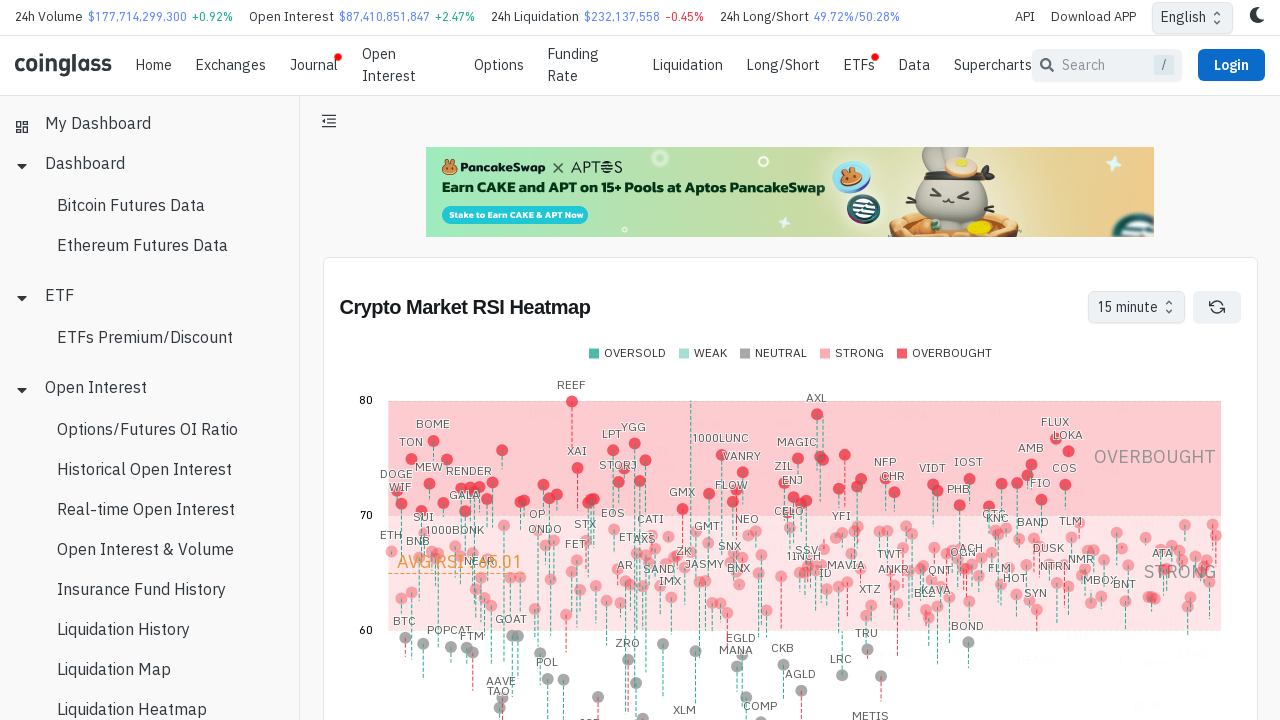 24h Volume $177,714,299,300 +0.92% Open Interest $87,410,851,847 +2.47% 24h Liquidation $232,137,558 -0.45% 24h Long/Short 49.72%/50.28% API Download APP English
coinglass Home Exchanges Journal Open Interest Options Funding Rate Liquidation Long/Short ETFs Data Supercharts Search / Login
My Dashboard
Dashboard
Bitcoin Futures Data
Ethereum Futures Data
ETF
ETFs Premium/Discount
Open Interest
Options/Futures OI Ratio
Historical Open Interest
Real-time Open Interest
Open Interest & Volume
Insurance Fund History
Liquidation History
Liquidation Map
Liquidation Heatmap
PancakeSwap × APTOS
Earn CAKE and APT on 15+ Pools at Aptos PancakeSwap
Stake to Earn CAKE & APT Now
Crypto Market RSI Heatmap
15 minute
OVERSOLD WEAK NEUTRAL STRONG OVERBOUGHT
REEF
80
AXL
BOME YGG FLUX
TON LPT 1000LUNC MAGIC LOKA
XAI AMB
OVERBOUGHT
DOGE MEW RENDER STORJ VANRY ZIL NFP VIDT IOST COS
WIF GALA GMX FLOW ENJ CHR PHB FIO
70
SUI OP EOS CATI NEO CELO YFI KNC BAND TLM
ETH BNB 1000BONK ONDO STX AXS GMT
AVG RSI : 65.01
NEAR FET ZK SNX SSV 1INCH TWT ACH DUSK ATA
AR SAND JASMY BNX ID MAVIA ANKR QNT FLM NTRN NMR
STRONG
IMX XTZ KAVA HOT SYN MBOX BNT
60
BTC POPCAT FTM GOAT ZRO EGLD TRU BOND
POL MANA CKB LRC
AAVE AGLD
TAO XLM COMP METIS